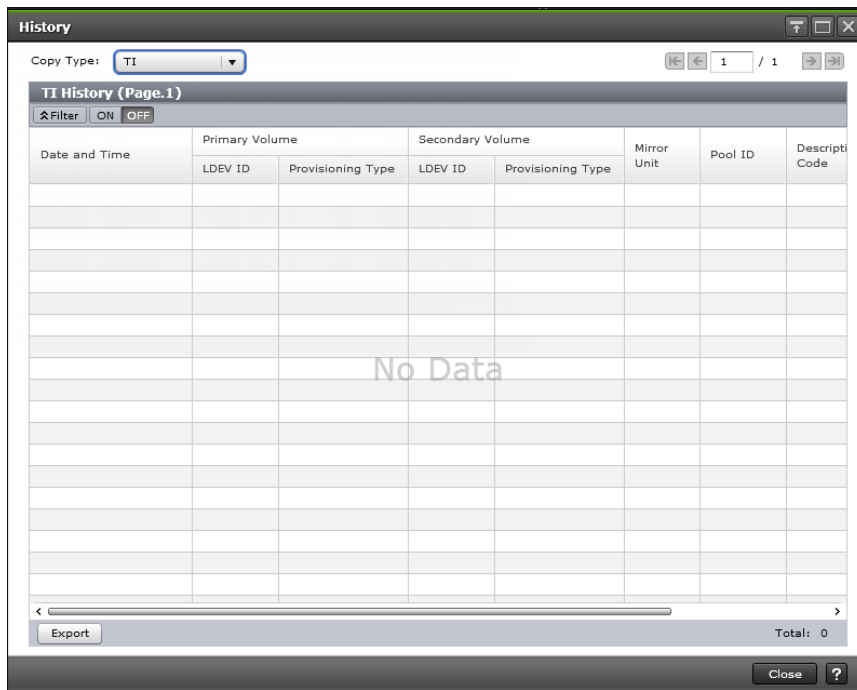 History
Copy Type: TI
1 / 1
TI History (Page.1)
Filter ON OFF
Date and Time Primary Volume Secondary Volume Mirror Unit Pool ID Descripti Code
LDEV ID Provisioning Type LDEV ID Provisioning Type
No Data
Export Total: 0
Close ?